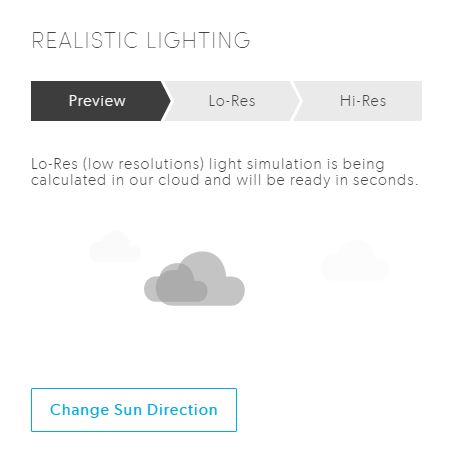 REALISTIC LIGHTING
Preview
Lo-Res
Hi-Res
Lo-Res (low resolutions) light simulation is being
calculated in our cloud and will be ready in seconds.
Change Sun Direction